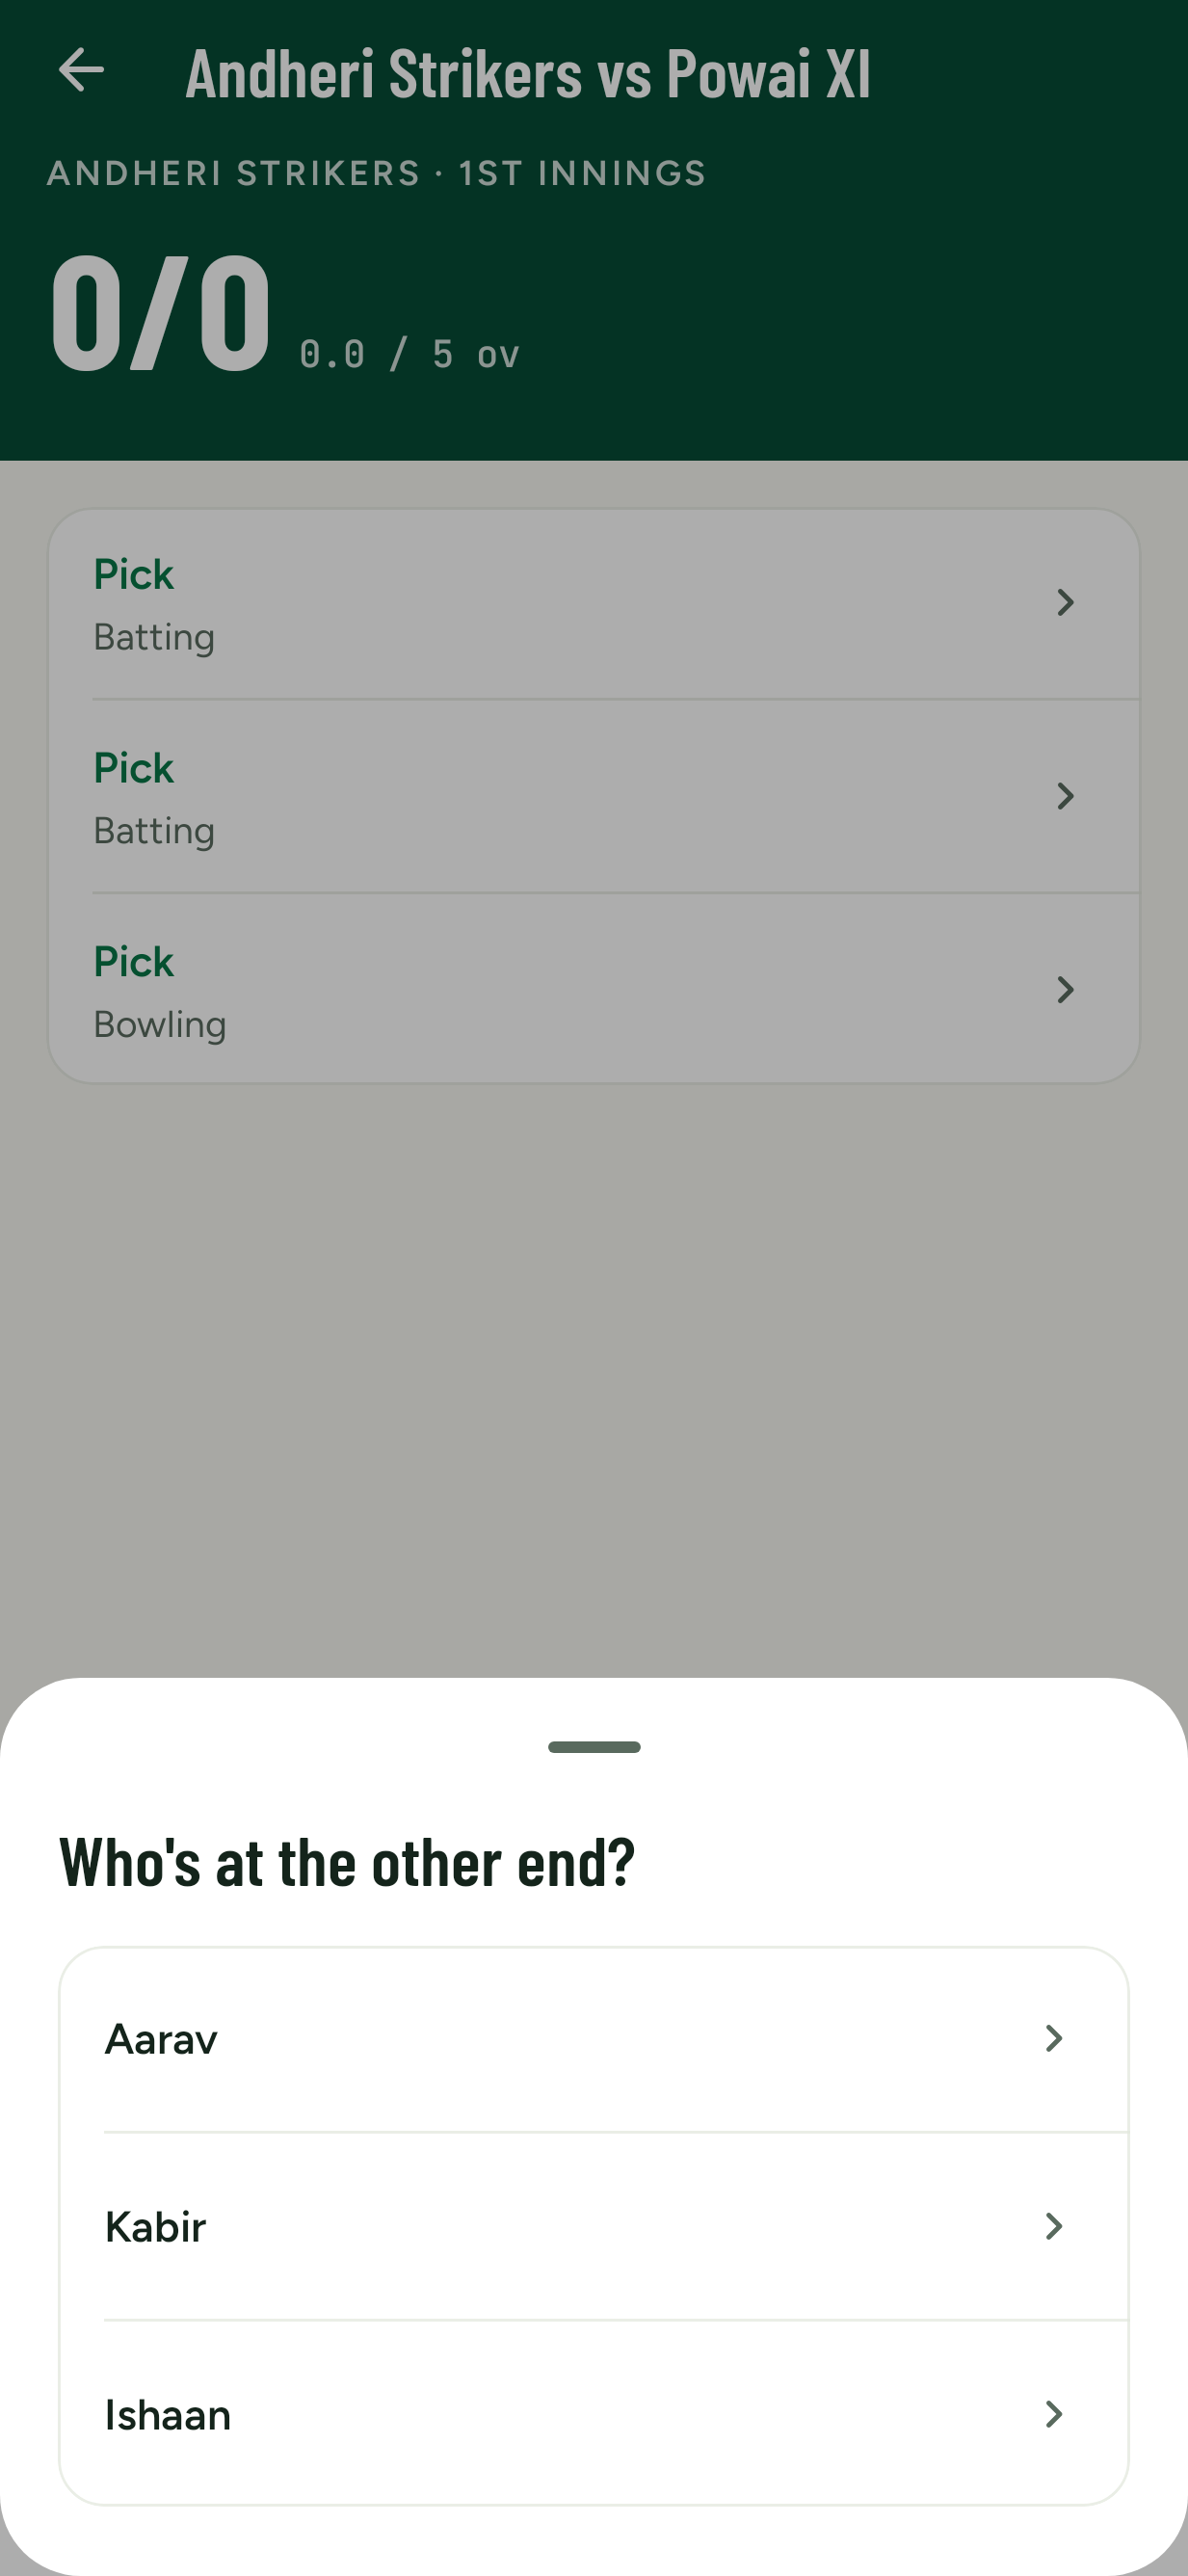 Andheri Strikers vs Powai XI
ANDHERI STRIKERS · 1ST INNINGS
0/0 0.0 / 5 ov
Pick
Batting
Pick
Batting
Pick
Bowling
Who's at the other end?
Aarav
Kabir
Ishaan